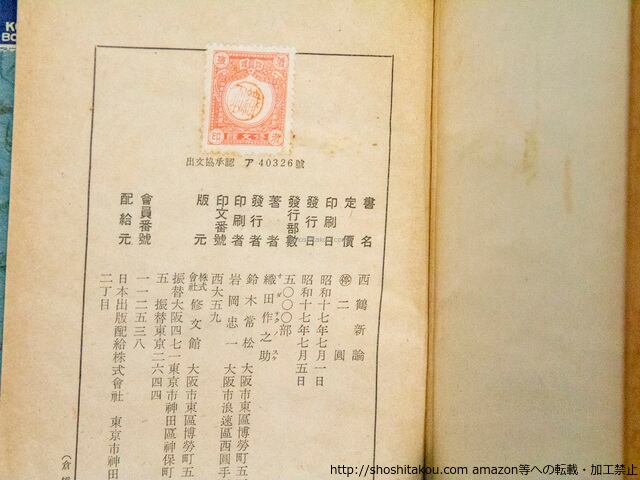 出文協承認 ア 40326號
書名 西鶴新論
定價 二圓
印刷日 昭和十七年七月一日
發行日 昭和十七年七月五日
發行部數 五〇〇〇部
著者 織田作之助
發行者 鈴木常松 大阪市東區博勞町五
印刷者 岩岡忠一 大阪市浪速區西圓手
印文番號 西大五九
版元 株式會社 修文館 大阪市東區博勞町五
振替大阪四七一 東京市神田區神保町
五 振替東京二六四四
會員番號 一一二五三八
配給元 日本出版配給株式會社 東京市神田
二丁目
http://shoshitakou.com amazon等への転載・加工禁止